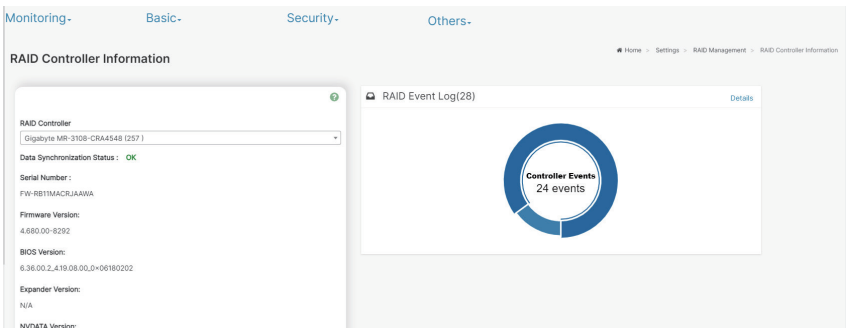 Monitoring- Basic- Security- Others-
RAID Controller Information
Home > Settings > RAID Management > RAID Controller Information
RAID Controller
Gigabyte MR-3108-CRA4548 (257 )
Data Synchronization Status : OK
Serial Number :
FW-RB11MACRJAAWA
Firmware Version:
4.680.00-8292
BIOS Version:
6.36.00.2_4.19.08.00_0x06180202
Expander Version:
N/A
NVDATA Version:
RAID Event Log(28) Details
Controller Events
24 events